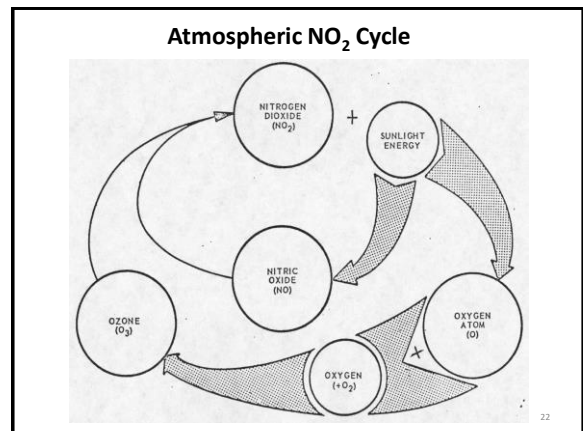 Atmospheric NO₂ Cycle
NITROGEN
DIOXIDE
(NO₂)
+
SUNLIGHT
ENERGY
NITRIC
OXIDE
(NO)
OZONE
(O₃)
OXYGEN
ATOM
(O)
+
OXYGEN
(+O₂)
22